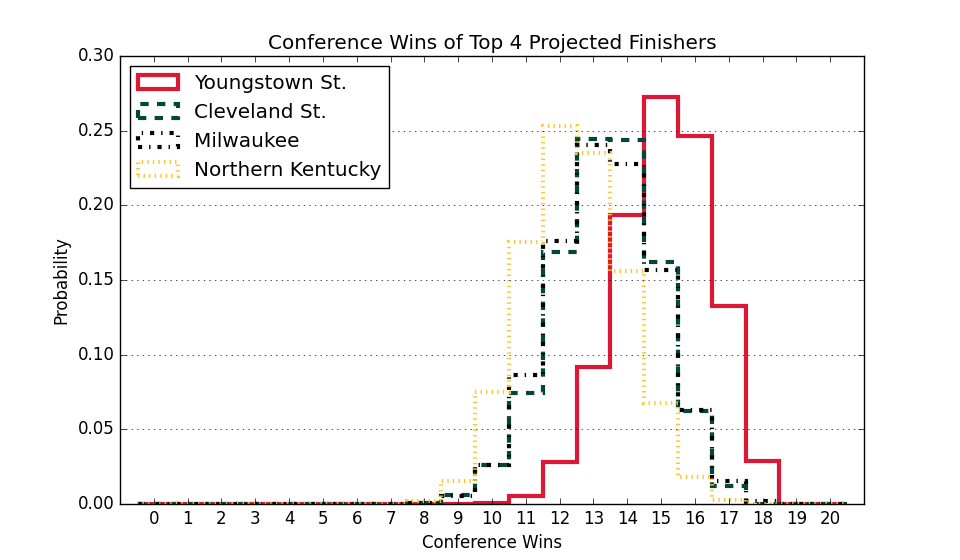 Conference Wins of Top 4 Projected Finishers
0.30
0.25
0.20
0.15
0.10
0.05
0.00
Probability
Youngstown St.
Cleveland St.
Milwaukee
Northern Kentucky
0 1 2 3 4 5 6 7 8 9 10 11 12 13 14 15 16 17 18 19 20
Conference Wins